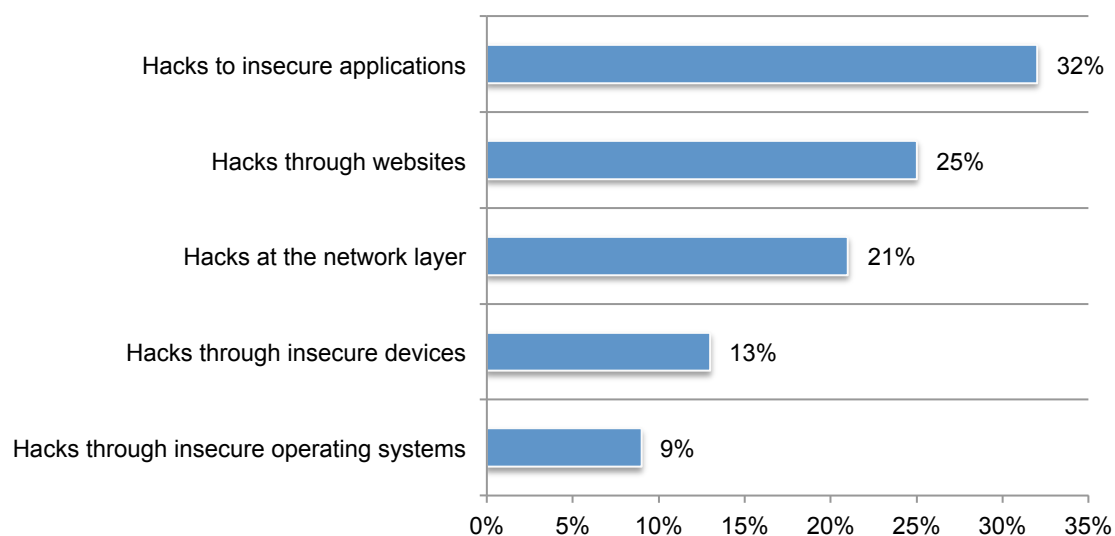 Hacks to insecure applications 32%
Hacks through websites 25%
Hacks at the network layer 21%
Hacks through insecure devices 13%
Hacks through insecure operating systems 9%
0% 5% 10% 15% 20% 25% 30% 35%